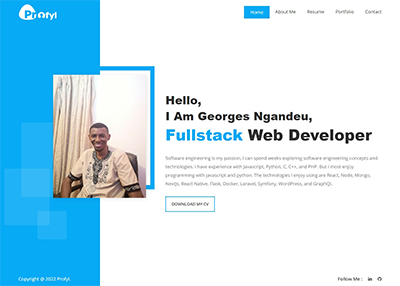 Profyl
Home About Me Resume Portfolio Contact
Hello,
I Am Georges Ngandeu,
Fullstack Web Developer
Software engineering is my passion, I can spend weeks exploring software engineering concepts and
technologies. I have experience with Javascript, Python, C, C++, and PHP. But i most enjoy
programming with javascript and python. The technologies I enjoy using are React, Node, Mongo,
NextJs, React Native, Flask, Docker, Laravel, Symfony, WordPress, and GraphQL.
DOWNLOAD MY CV
Copyright @ 2022 Profyl. Follow Me :